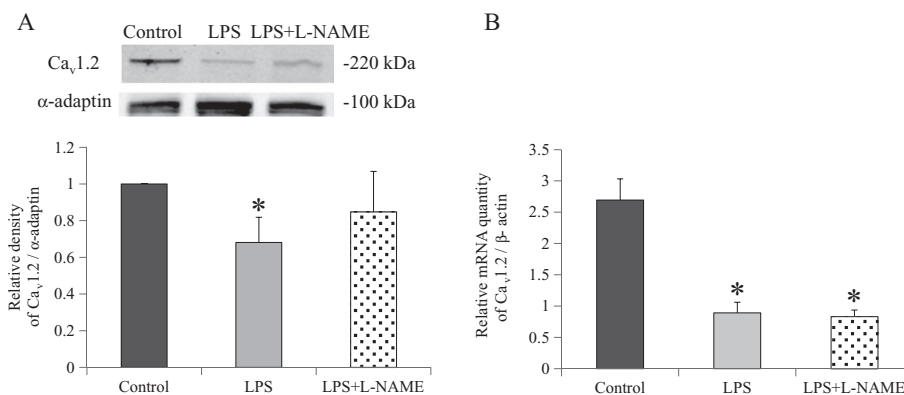 A
Control LPS LPS+L-NAME
Caᵥ1.2 -220 kDa
α-adaptin -100 kDa
Relative density
of Caᵥ1.2 / α-adaptin
1.2
1
0.8
0.6
0.4
0.2
0
*
Control LPS LPS+L-NAME
B
Relative mRNA quantity
of Caᵥ1.2 / β- actin
3.5
3
2.5
2
1.5
1
0.5
0
* *
Control LPS LPS+L-NAME